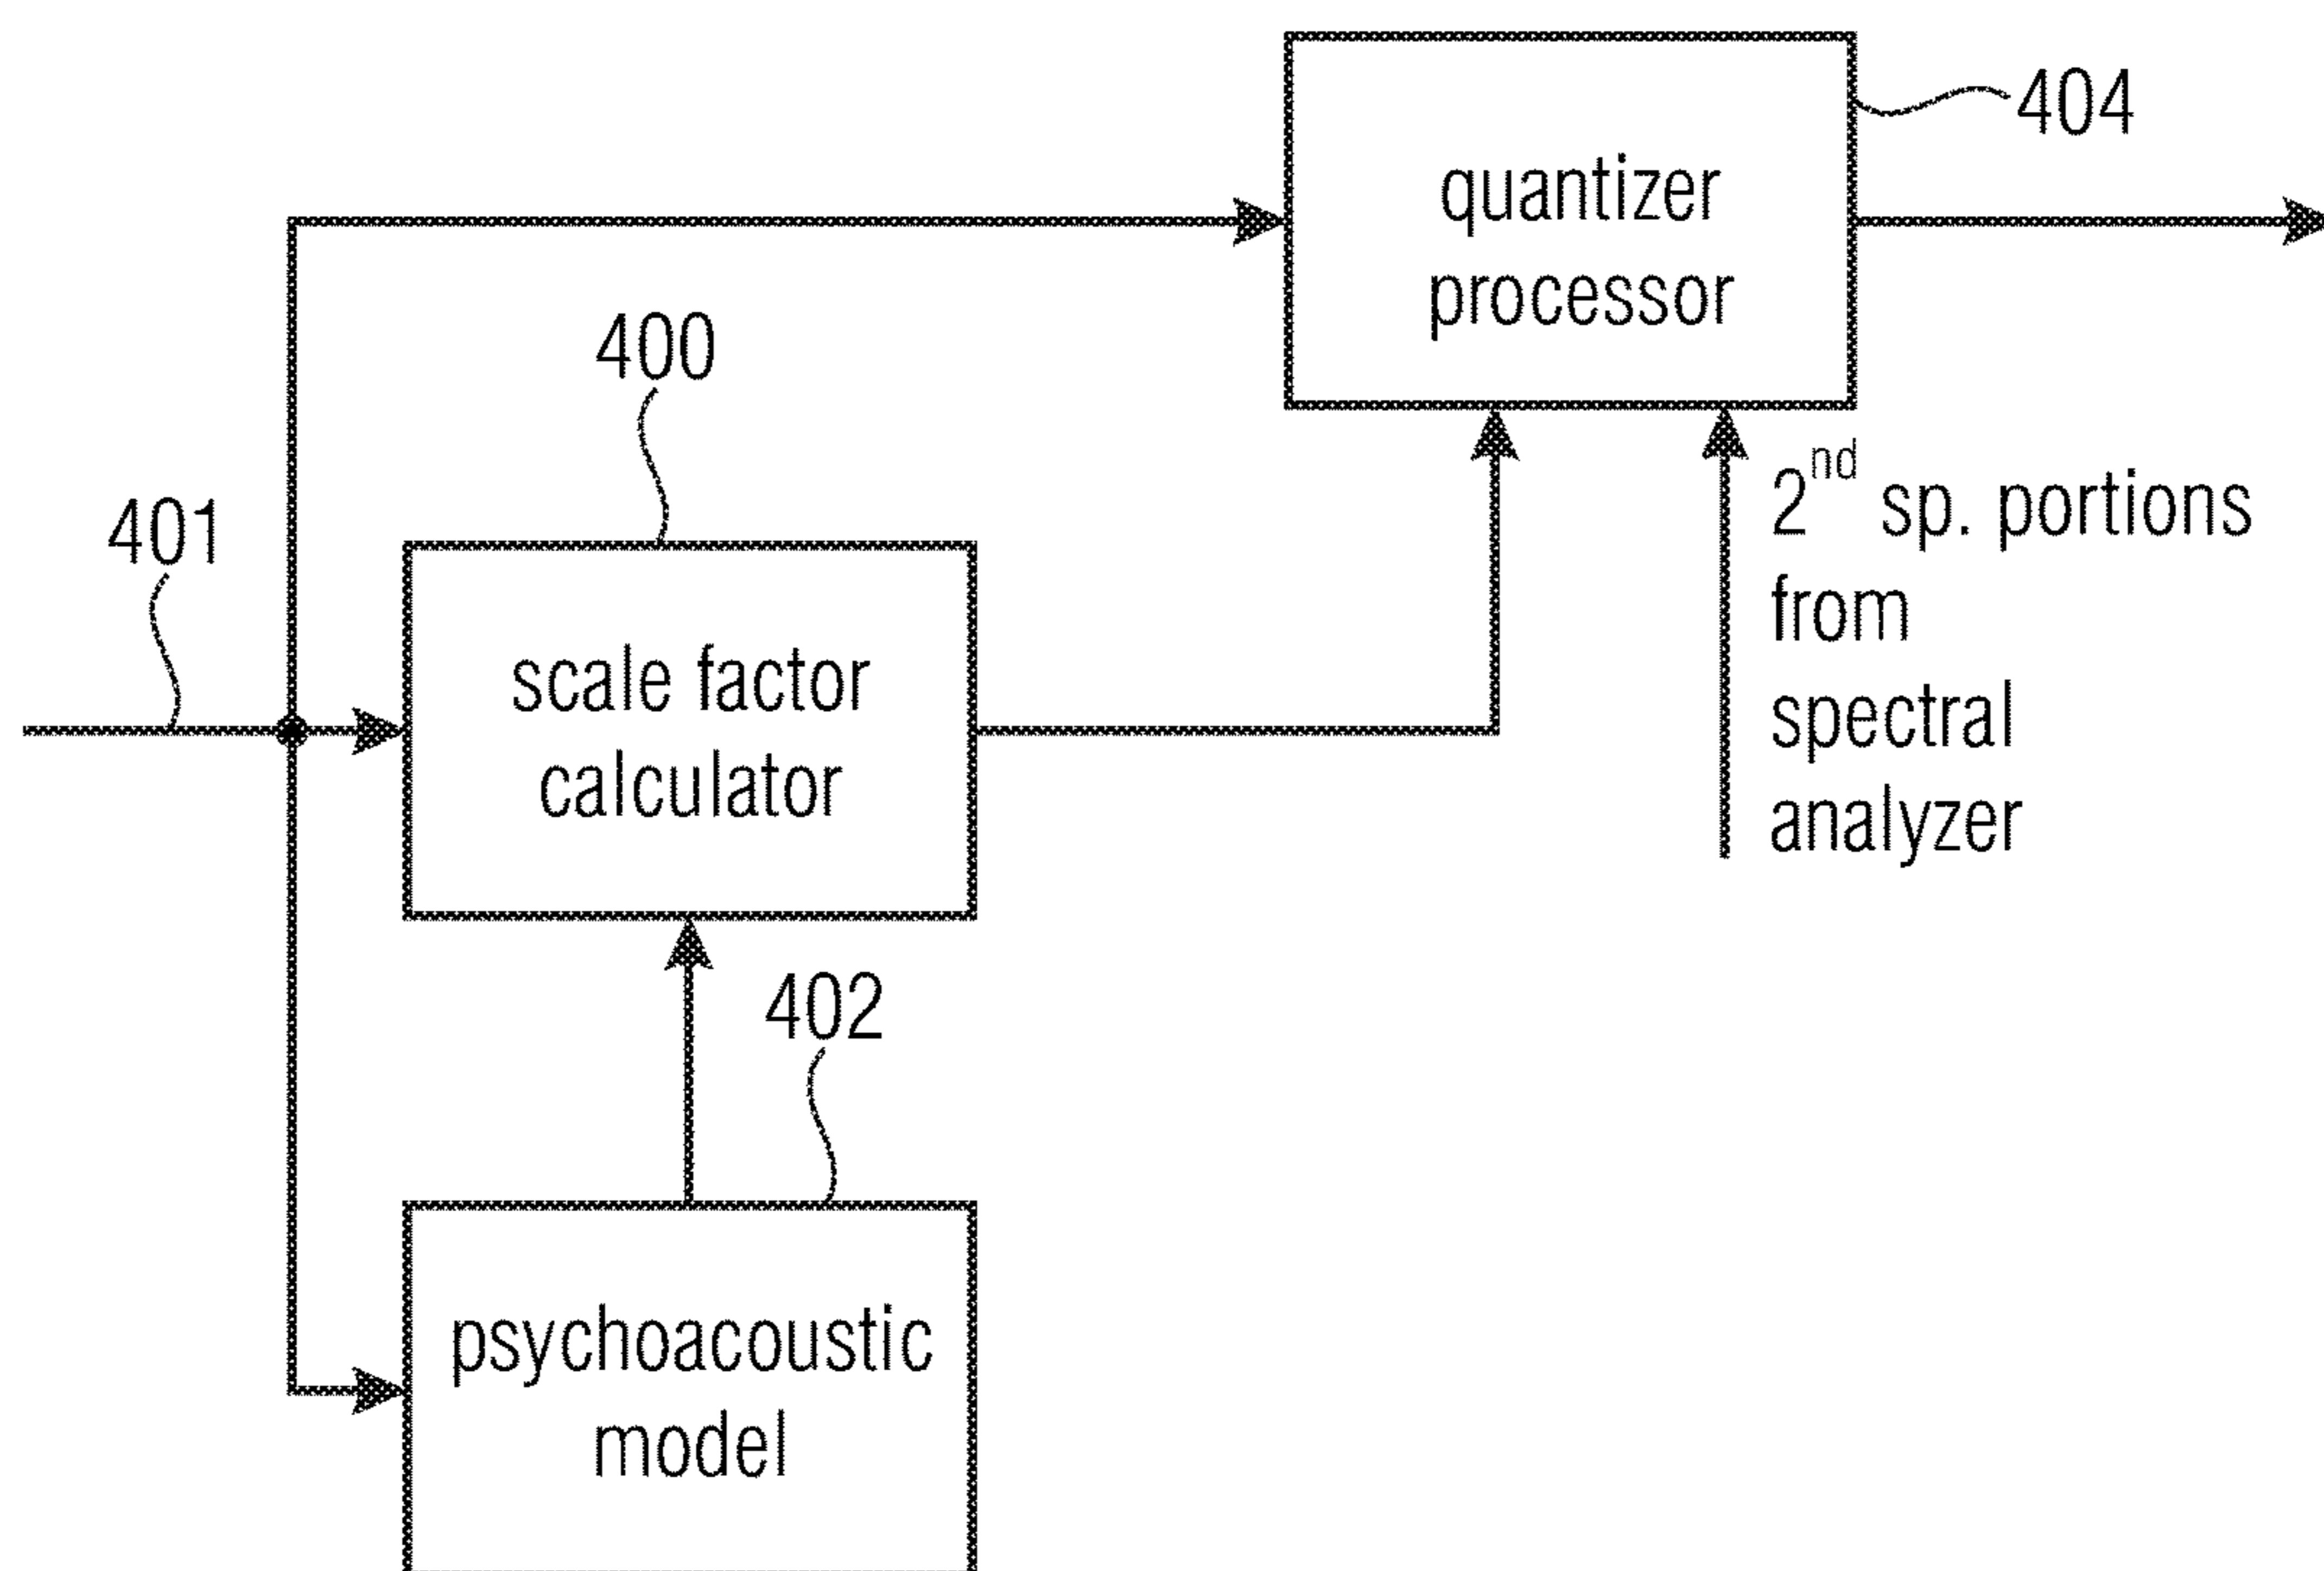 404
quantizer
processor
400
2nd sp. portions
from
spectral
analyzer
401
scale factor
calculator
402
psychoacoustic
model